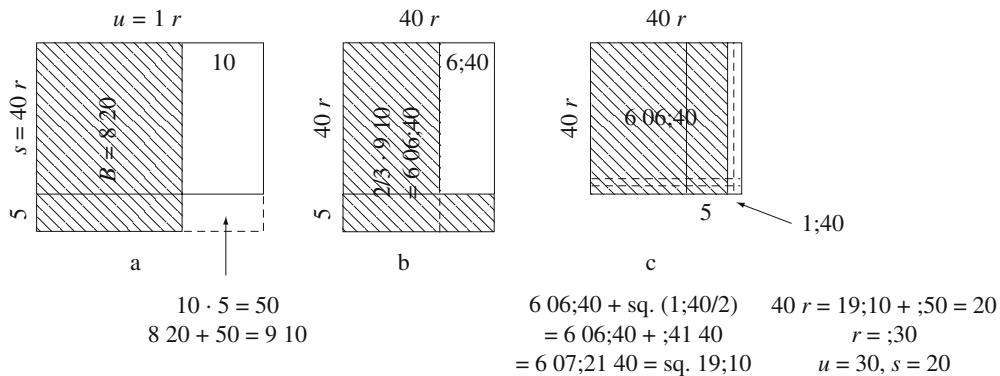 u = 1 r
10
s = 40 r
B = 8 20
5
a
10 · 5 = 50
8 20 + 50 = 9 10
40 r
6;40
40 r
2/3 · 9 10
= 6 06;40
5
b
40 r
40 r
6 06;40
5
1;40
c
6 06;40 + sq. (1;40/2)
= 6 06;40 + ;41 40
= 6 07;21 40 = sq. 19;10
40 r = 19;10 + ;50 = 20
r = ;30
u = 30, s = 20